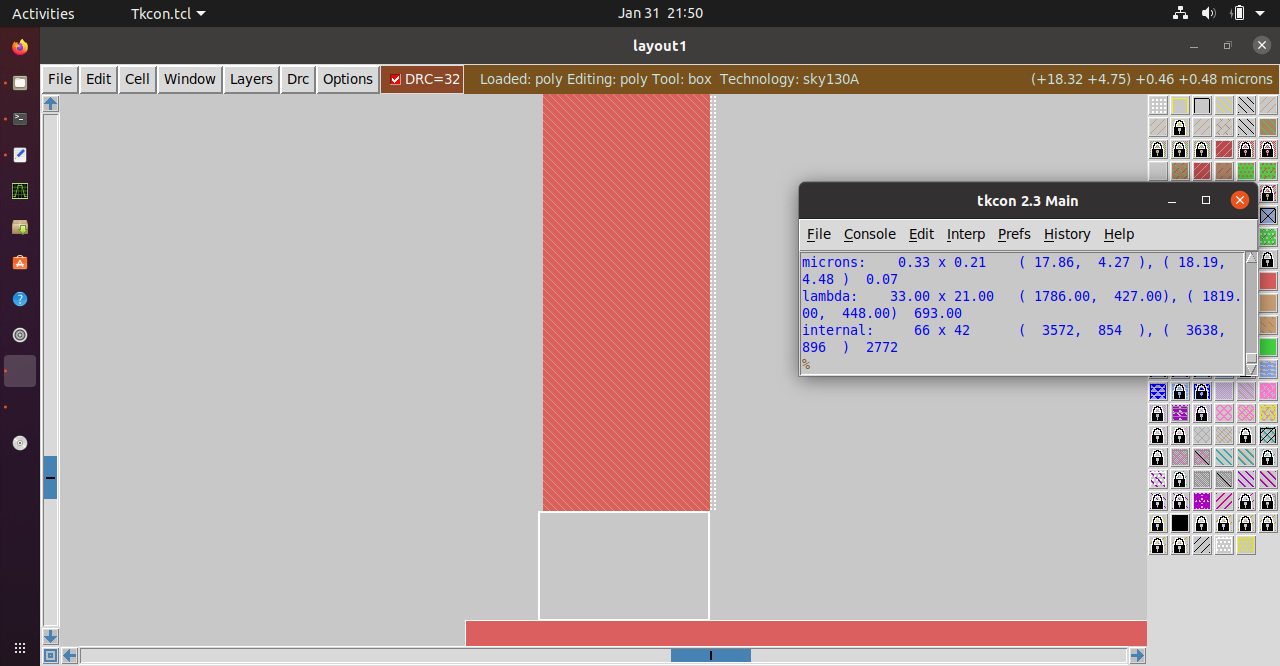 Activities
Tkcon.tcl
Jan 31 21:50
layout1
File Edit Cell Window Layers Drc Options DRC=32 Loaded: poly Editing: poly Tool: box Technology: sky130A (+18.32 +4.75) +0.46 +0.48 microns
tkcon 2.3 Main
File Console Edit Interp Prefs History Help
microns: 0.33 x 0.21 ( 17.86, 4.27 ), ( 18.19,
4.48 ) 0.07
lambda: 33.00 x 21.00 ( 1786.00, 427.00), ( 1819.
00, 448.00) 693.00
internal: 66 x 42 ( 3572, 854 ), ( 3638,
896 ) 2772
%